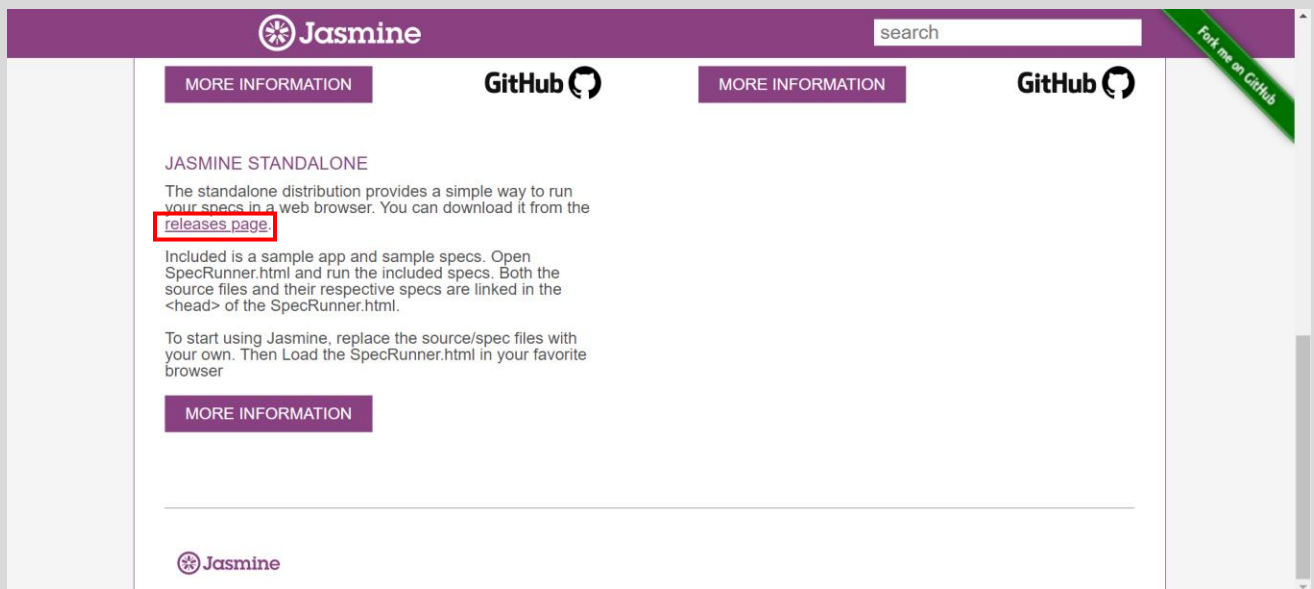 Jasmine
search
Fork me on GitHub
MORE INFORMATION
GitHub
MORE INFORMATION
GitHub
JASMINE STANDALONE
The standalone distribution provides a simple way to run
your specs in a web browser. You can download it from the
releases page.
Included is a sample app and sample specs. Open
SpecRunner.html and run the included specs. Both the
source files and their respective specs are linked in the
<head> of the SpecRunner.html.
To start using Jasmine, replace the source/spec files with
your own. Then Load the SpecRunner.html in your favorite
browser
MORE INFORMATION
Jasmine